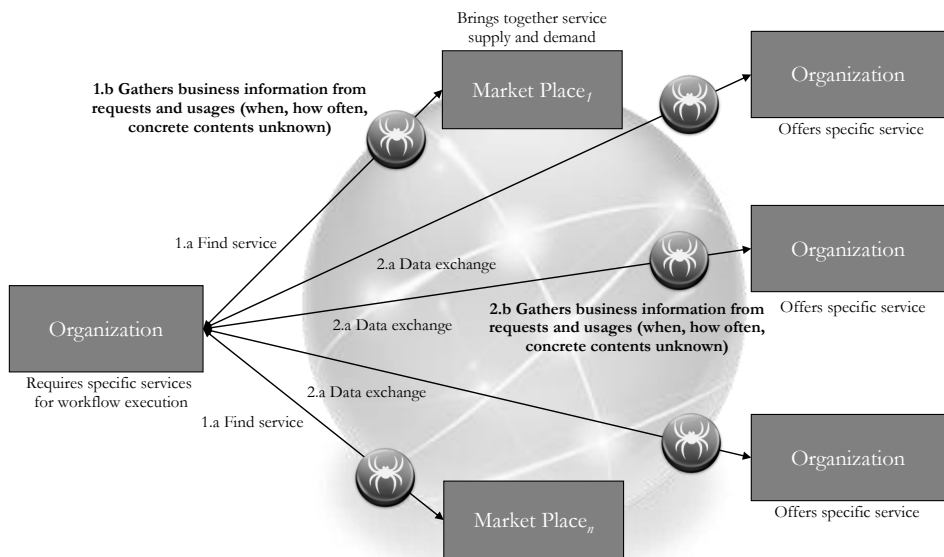 Brings together service
supply and demand
Market Place1
1.b Gathers business information from
requests and usages (when, how often,
concrete contents unknown)
Organization
Offers specific service
1.a Find service
2.a Data exchange
Organization
Offers specific service
2.a Data exchange
2.b Gathers business information from
requests and usages (when, how often,
concrete contents unknown)
Organization
Requires specific services
for workflow execution
2.a Data exchange
1.a Find service
Organization
Offers specific service
Market Placen